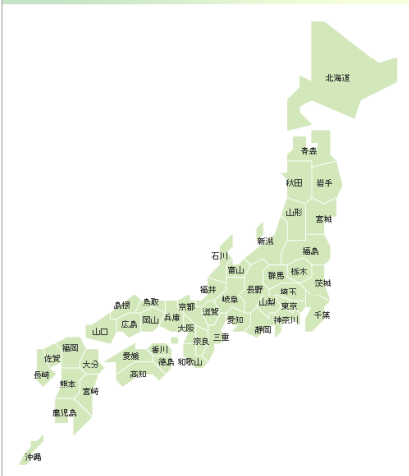 北海道
青森
秋田
岩手
山形
宮城
新潟
福島
石川
富山
群馬
栃木
茨城
福井
岐阜
長野
埼玉
山梨
東京
千葉
神奈川
静岡
愛知
滋賀
三重
京都
奈良
大阪
兵庫
和歌山
鳥取
島根
岡山
広島
山口
香川
愛媛
徳島
高知
福岡
佐賀
大分
長崎
熊本
宮崎
鹿児島
沖縄